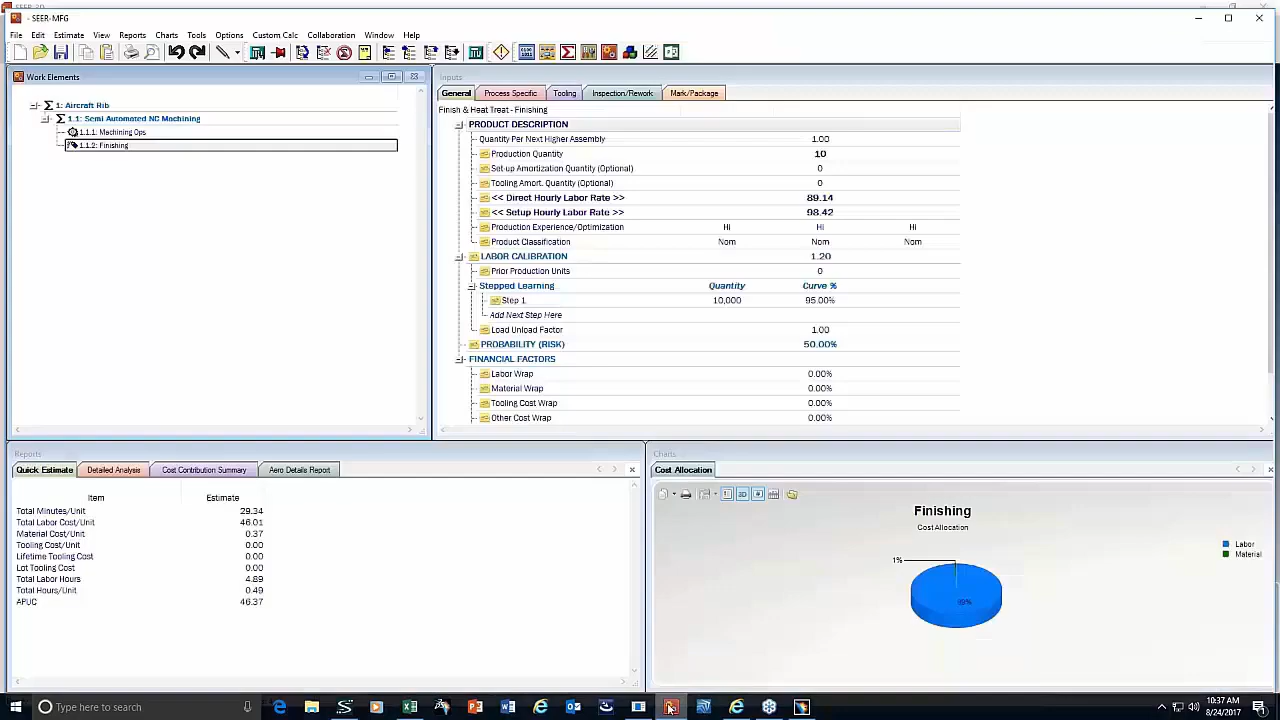 - SEER-MFG
File Edit Estimate View Reports Charts Tools Options Custom Calc Collaboration Window Help
Work Elements
1: Aircraft Rib
1.1: Semi Automated NC Machining
1.1.1: Machining Ops
1.1.2: Finishing
Inputs
General Process Specific Tooling Inspection/Rework Mark/Package
Finish & Heat Treat - Finishing
PRODUCT DESCRIPTION
Quantity Per Next Higher Assembly 1.00
Production Quantity 10
Set-up Amortization Quantity (Optional) 0
Tooling Amort. Quantity (Optional) 0
<< Direct Hourly Labor Rate >> 89.14
<< Setup Hourly Labor Rate >> 98.42
Production Experience/Optimization Hi Hi Hi
Product Classification Nom Nom Nom
LABOR CALIBRATION 1.20
Prior Production Units 0
Stepped Learning Quantity Curve %
Step 1 10,000 95.00%
Add Next Step Here
Load Unload Factor 1.00
PROBABILITY (RISK) 50.00%
FINANCIAL FACTORS
Labor Wrap 0.00%
Material Wrap 0.00%
Tooling Cost Wrap 0.00%
Other Cost Wrap 0.00%
Reports
Quick Estimate Detailed Analysis Cost Contribution Summary Aero Details Report
Item Estimate
Total Minutes/Unit 29.34
Total Labor Cost/Unit 46.01
Material Cost/Unit 0.37
Tooling Cost/Unit 0.00
Lifetime Tooling Cost 0.00
Lot Tooling Cost 0.00
Total Labor Hours 4.89
Total Hours/Unit 0.49
APUC 46.37
Charts
Cost Allocation
Finishing
Cost Allocation
Labor
Material
1%
99%
Type here to search
10:37 AM
8/24/2017